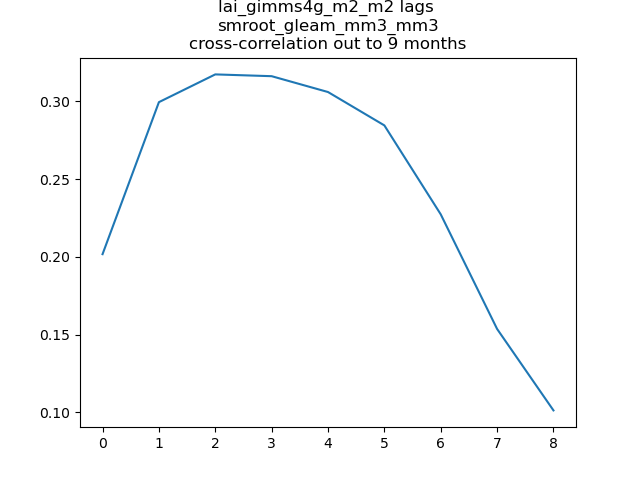 lai_gimms4g_m2_m2 lags
smroot_gleam_mm3_mm3
cross-correlation out to 9 months
0.30
0.25
0.20
0.15
0.10
0 1 2 3 4 5 6 7 8